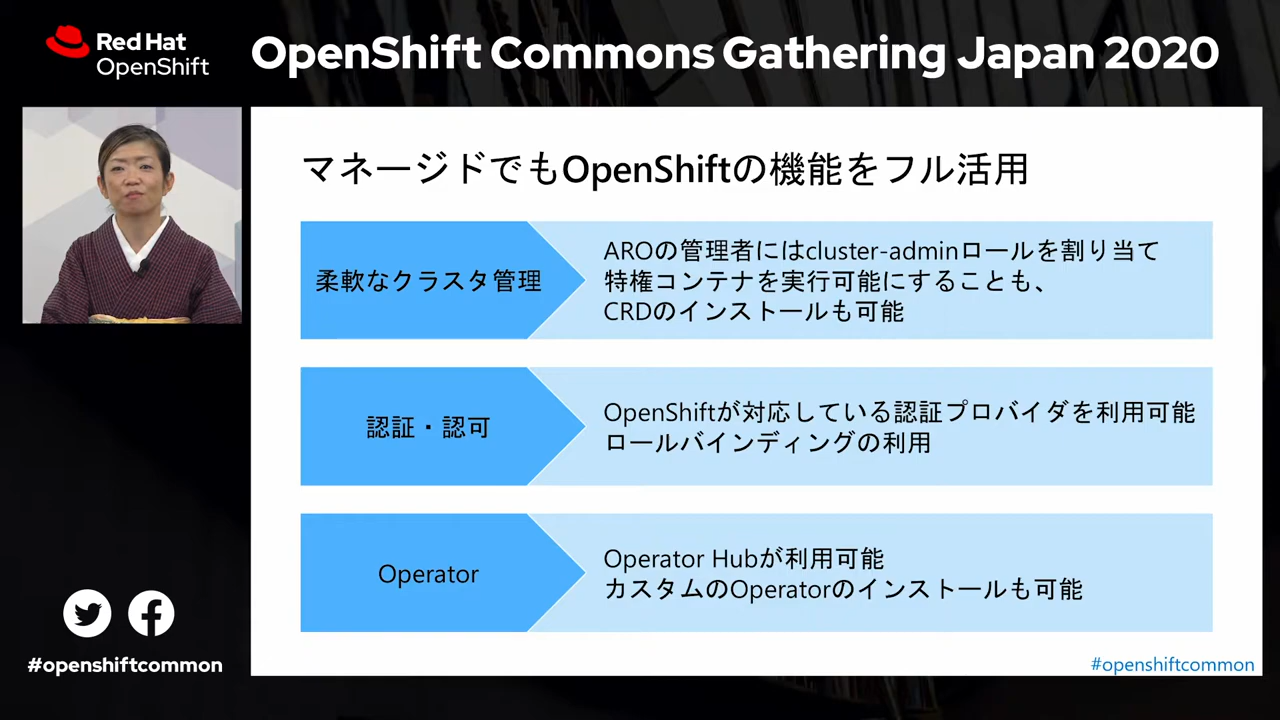 Red Hat
OpenShift
OpenShift Commons Gathering Japan 2020
マネージドでもOpenShiftの機能をフル活用
柔軟なクラスタ管理
AROの管理者にはcluster-adminロールを割り当て
特権コンテナを実行可能にすることも、
CRDのインストールも可能
認証・認可
OpenShiftが対応している認証プロバイダを利用可能
ロールバインディングの利用
Operator
Operator Hubが利用可能
カスタムのOperatorのインストールも可能
#openshiftcommon
#openshiftcommon